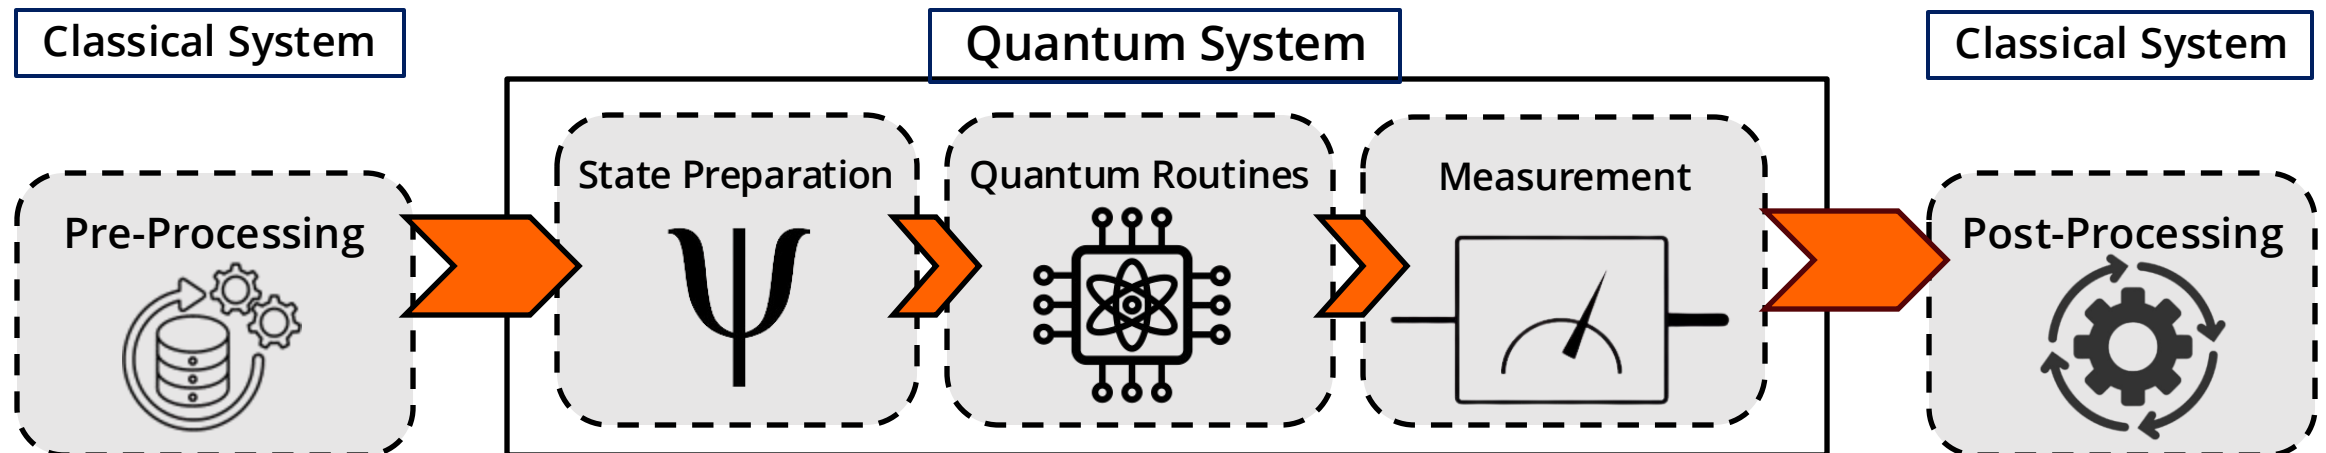 Classical System
Quantum System
Classical System
Pre-Processing
State Preparation
Quantum Routines
Measurement
Post-Processing